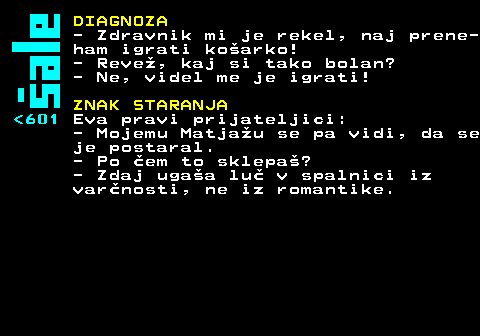 Šale
DIAGNOZA
- Zdravnik mi je rekel, naj prene-
ham igrati košarko!
- Revež, kaj si tako bolan?
- Ne, videl me je igrati!
ZNAK STARANJA
<601 Eva pravi prijateljici:
- Mojemu Matjažu se pa vidi, da se
je postaral.
- Po čem to sklepaš?
- Zdaj ugaša luč v spalnici iz
varčnosti, ne iz romantike.